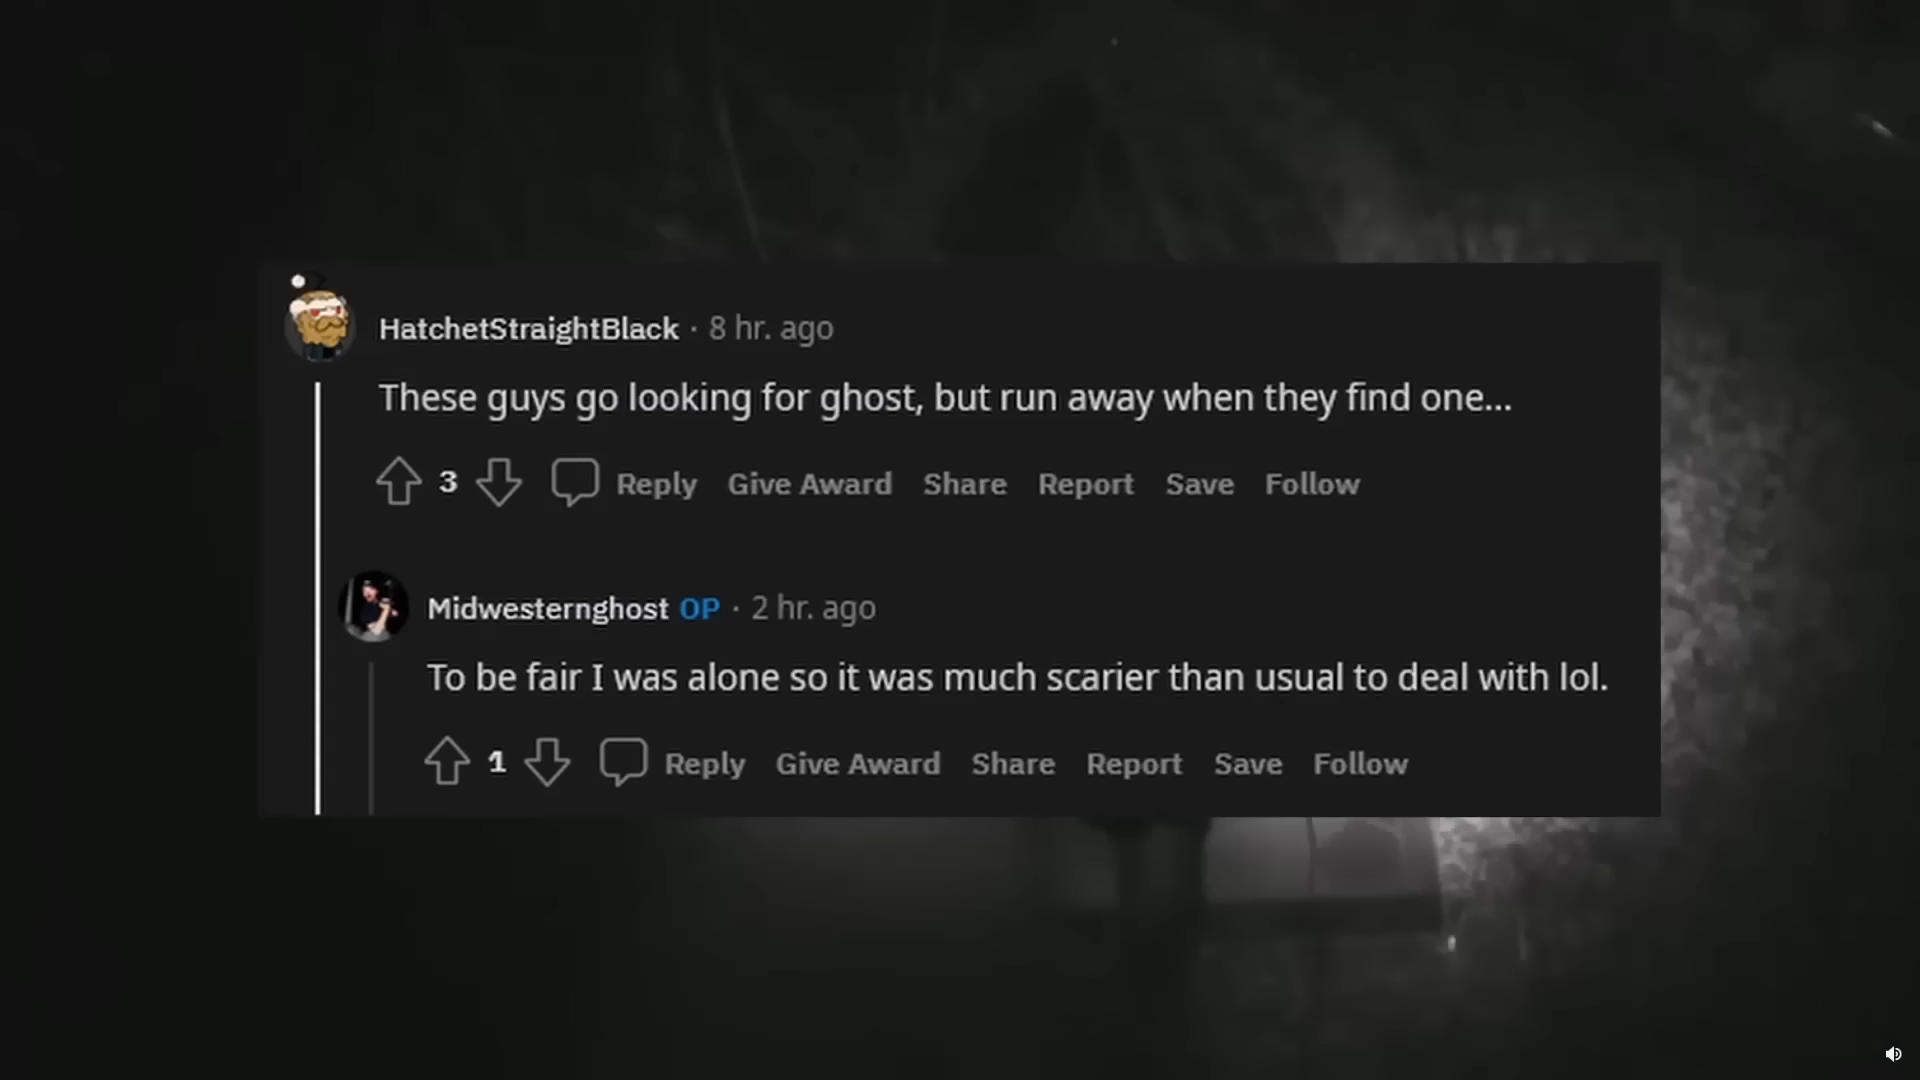 HatchetStraightBlack · 8 hr. ago
These guys go looking for ghost, but run away when they find one...
3 Reply Give Award Share Report Save Follow
Midwesternghost OP · 2 hr. ago
To be fair I was alone so it was much scarier than usual to deal with lol.
1 Reply Give Award Share Report Save Follow